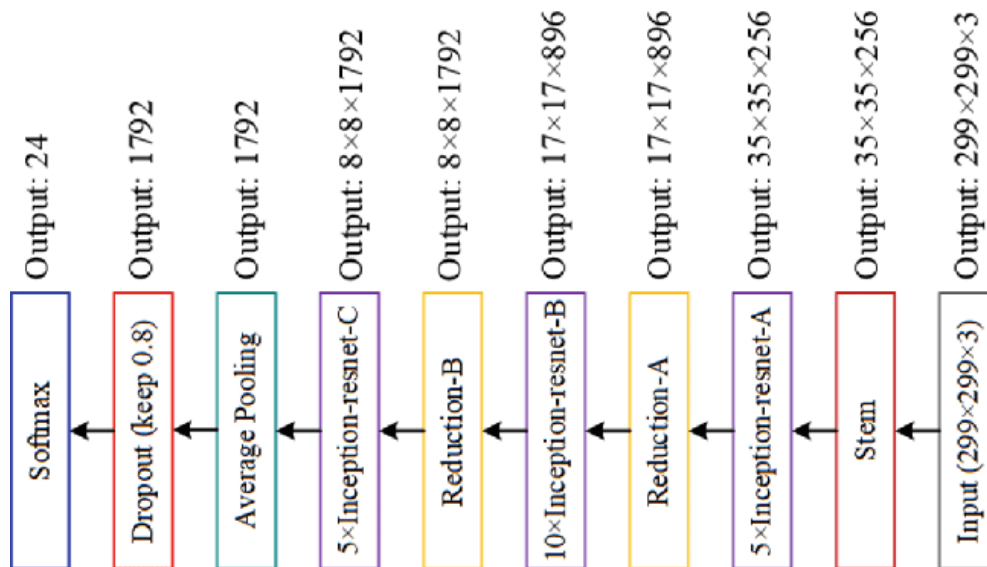 Softmax
Output: 24
Dropout (keep 0.8)
Output: 1792
Average Pooling
Output: 1792
5×Inception-resnet-C
Output: 8×8×1792
Reduction-B
Output: 8×8×1792
10×Inception-resnet-B
Output: 17×17×896
Reduction-A
Output: 17×17×896
5×Inception-resnet-A
Output: 35×35×256
Stem
Output: 35×35×256
Input (299×299×3)
Output: 299×299×3